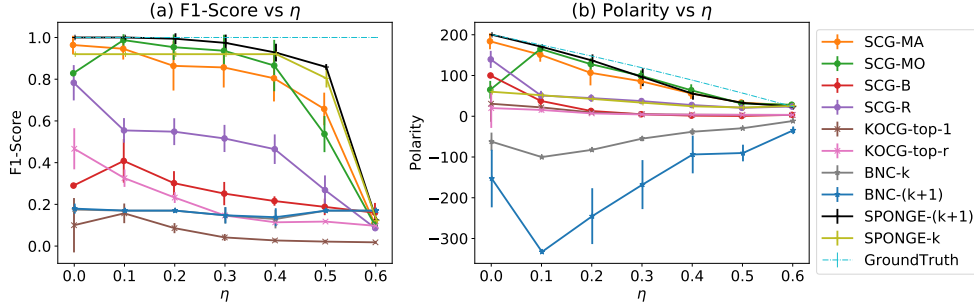 (a) F1-Score vs η
F1-Score
1.0
0.8
0.6
0.4
0.2
0.0
0.0 0.1 0.2 0.3 0.4 0.5 0.6
η
(b) Polarity vs η
Polarity
200
100
0
−100
−200
−300
0.0 0.1 0.2 0.3 0.4 0.5 0.6
η
SCG-MA
SCG-MO
SCG-B
SCG-R
KOCG-top-1
KOCG-top-r
BNC-k
BNC-(k+1)
SPONGE-(k+1)
SPONGE-k
GroundTruth